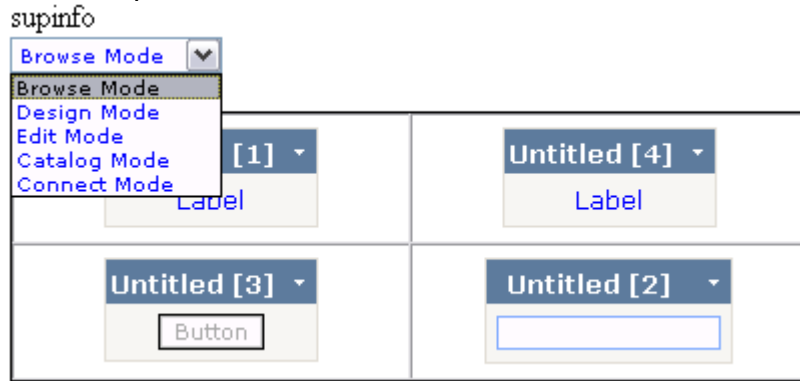 supinfo
Browse Mode
Browse Mode
Design Mode
Edit Mode
Catalog Mode
Connect Mode
[1]
Label
Untitled [4]
Label
Untitled [3]
Button
Untitled [2]